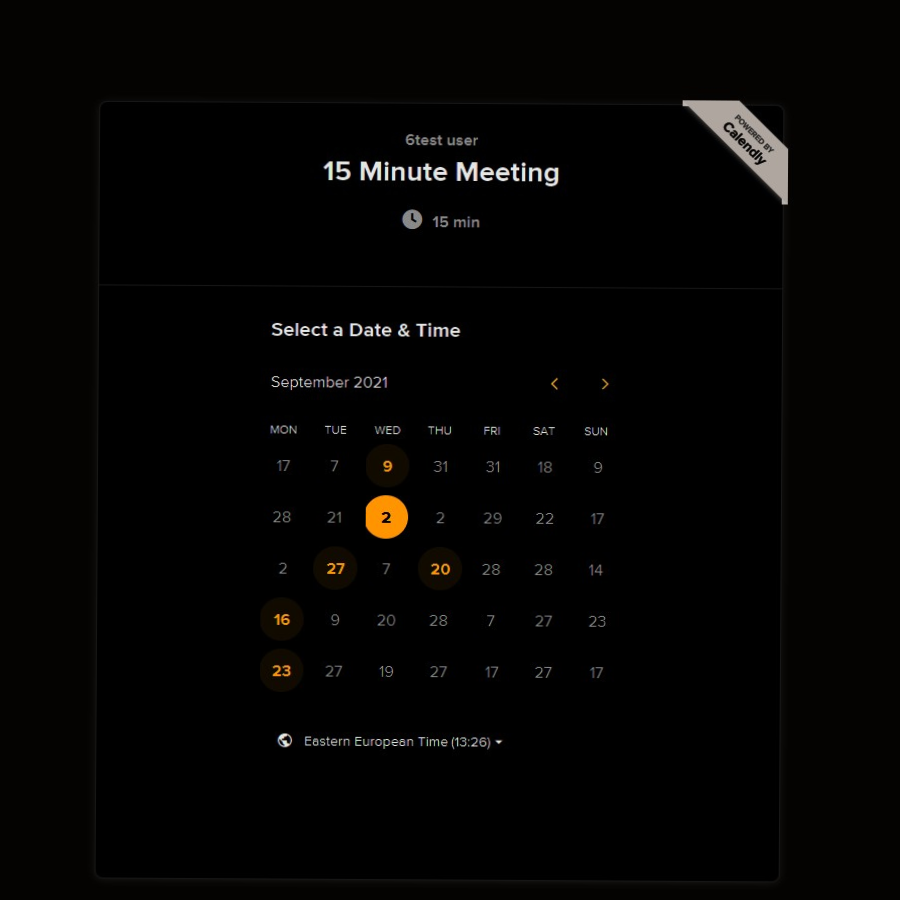 POWERED BY
Calendly
6test user
15 Minute Meeting
15 min
Select a Date & Time
September 2021
MON TUE WED THU FRI SAT SUN
17 7 9 31 31 18 9
28 21 2 2 29 22 17
2 27 7 20 28 28 14
16 9 20 28 7 27 23
23 27 19 27 17 27 17
Eastern European Time (13:26)